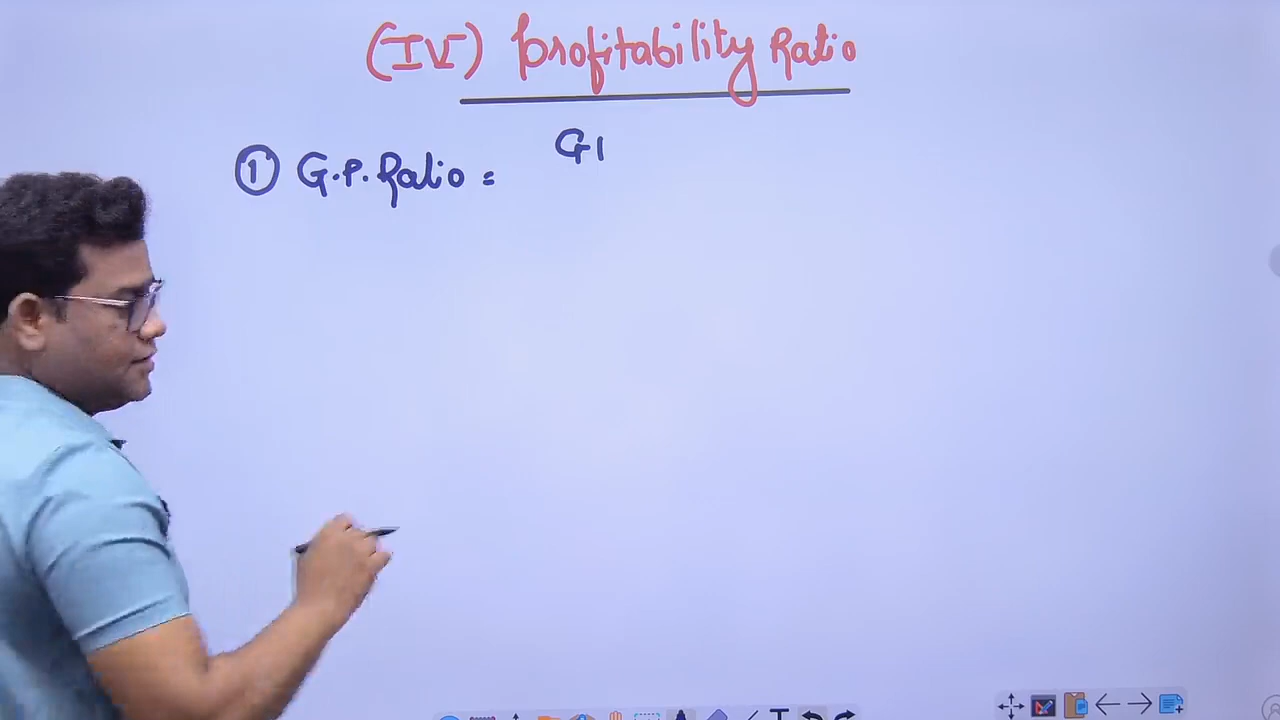 (IV) Profitability Ratio
① G.P. Ratio =
G1